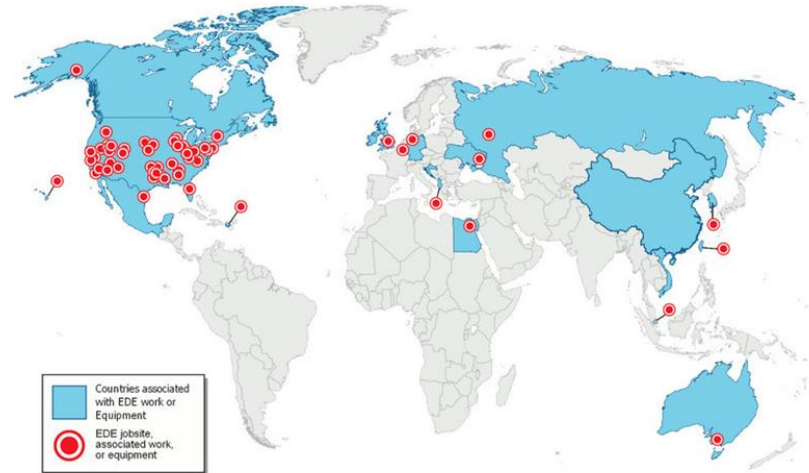 Countries associated
with EDE work or
Equipment
EDE jobsite,
associated work,
or equipment